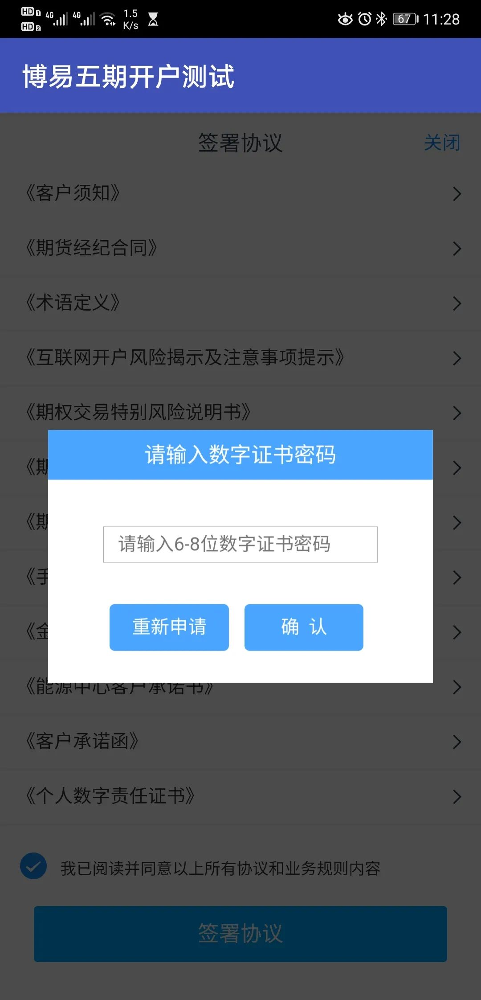 HD 1 4G 4G 1.5 K/s 67 11:28
HD 2
博易五期开户测试
签署协议 关闭
《客户须知》
《期货经纪合同》
《术语定义》
《互联网开户风险揭示及注意事项提示》
《期权交易特别风险说明书》
请输入数字证书密码
《期
《期
请输入6-8位数字证书密码
《手
重新申请 确 认
《金
《能源中心客户承诺书》
《客户承诺函》
《个人数字责任证书》
我已阅读并同意以上所有协议和业务规则内容
签署协议